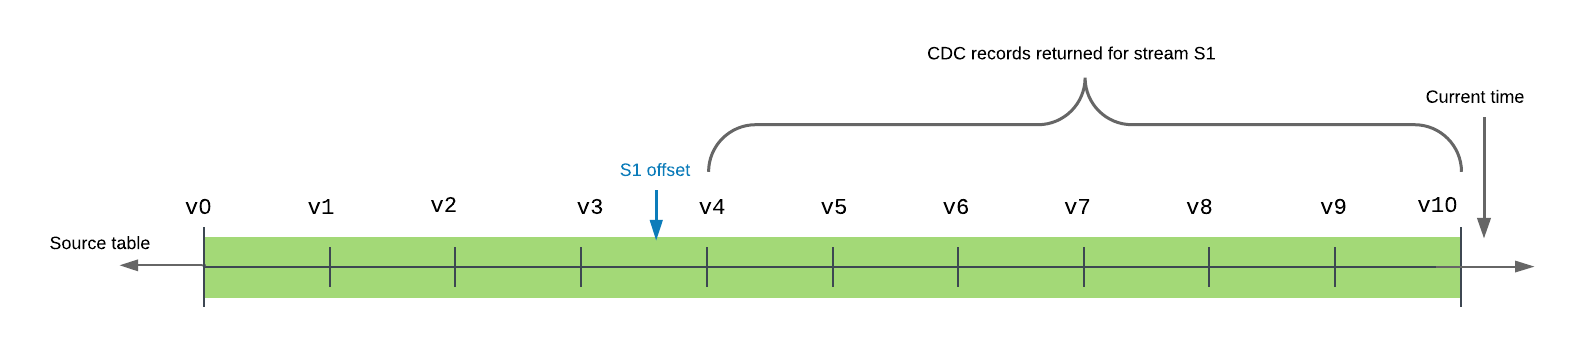 CDC records returned for stream S1
Current time
S1 offset
v0 v1 v2 v3 v4 v5 v6 v7 v8 v9 v10
Source table